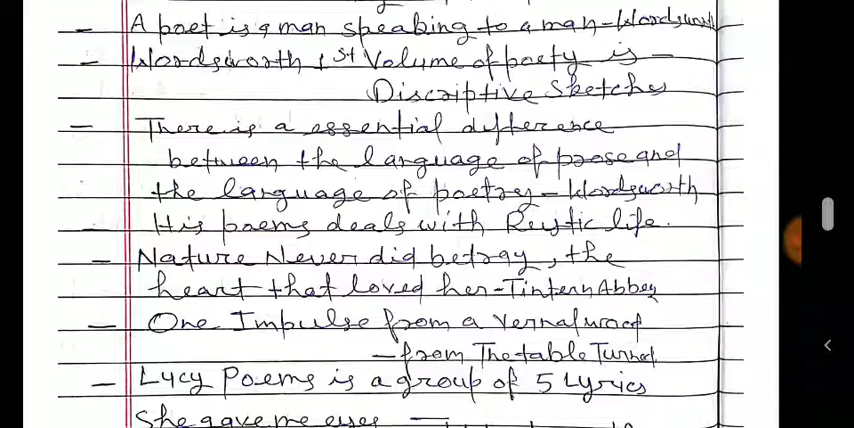 - A poet is a man speaking to a man - Wordsworth
- Wordsworth 1st Volume of poety is -
Discriptive Sketches
- There is a essential difference
between the language of prose and
the language of poetry - Wordsworth
- His poems deals with Reystic life.
- Nature Never did betray, the
heart that loved her - Tintern Abbey
- One Impulse from a vernal wood
- from The table Turned
- Lucy Poems is a group of 5 Lyrics
She gave me eyes -